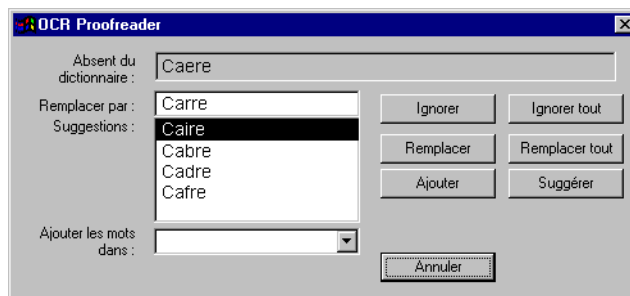 OCR Proofreader
Absent du
dictionnaire :
Caere
Remplacer par :
Carre
Suggestions :
Caire
Cabre
Cadre
Cafre
Ignorer
Ignorer tout
Remplacer
Remplacer tout
Ajouter
Suggérer
Ajouter les mots
dans :
Annuler